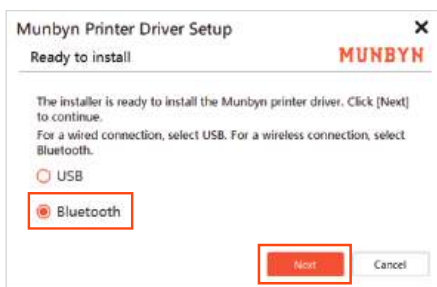 Munbyn Printer Driver Setup
Ready to install
MUNBYN
The installer is ready to install the Munbyn printer driver. Click [Next]
to continue.
For a wired connection, select USB. For a wireless connection, select
Bluetooth.
USB
Bluetooth
Next
Cancel